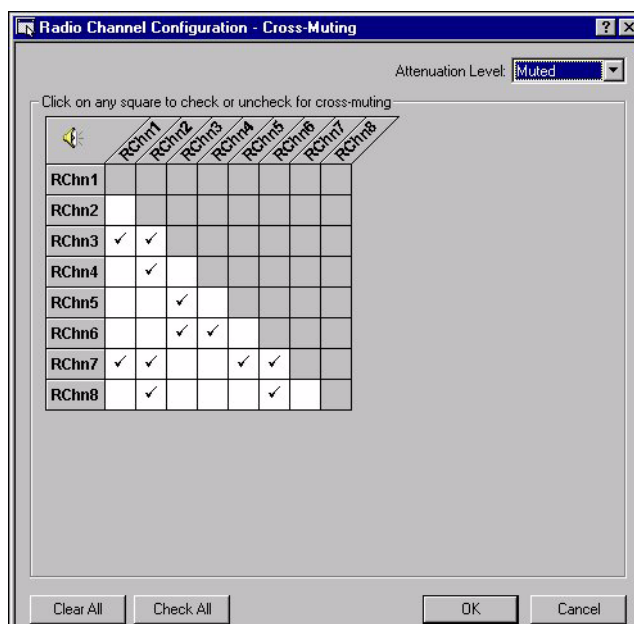 Radio Channel Configuration - Cross-Muting
Attenuation Level: Muted
Click on any square to check or uncheck for cross-muting
RChn1 RChn2 RChn3 RChn4 RChn5 RChn6 RChn7 RChn8
RChn1
RChn2
RChn3 ✓ ✓
RChn4 ✓
RChn5 ✓
RChn6 ✓ ✓
RChn7 ✓ ✓ ✓ ✓
RChn8 ✓ ✓
Clear All Check All OK Cancel